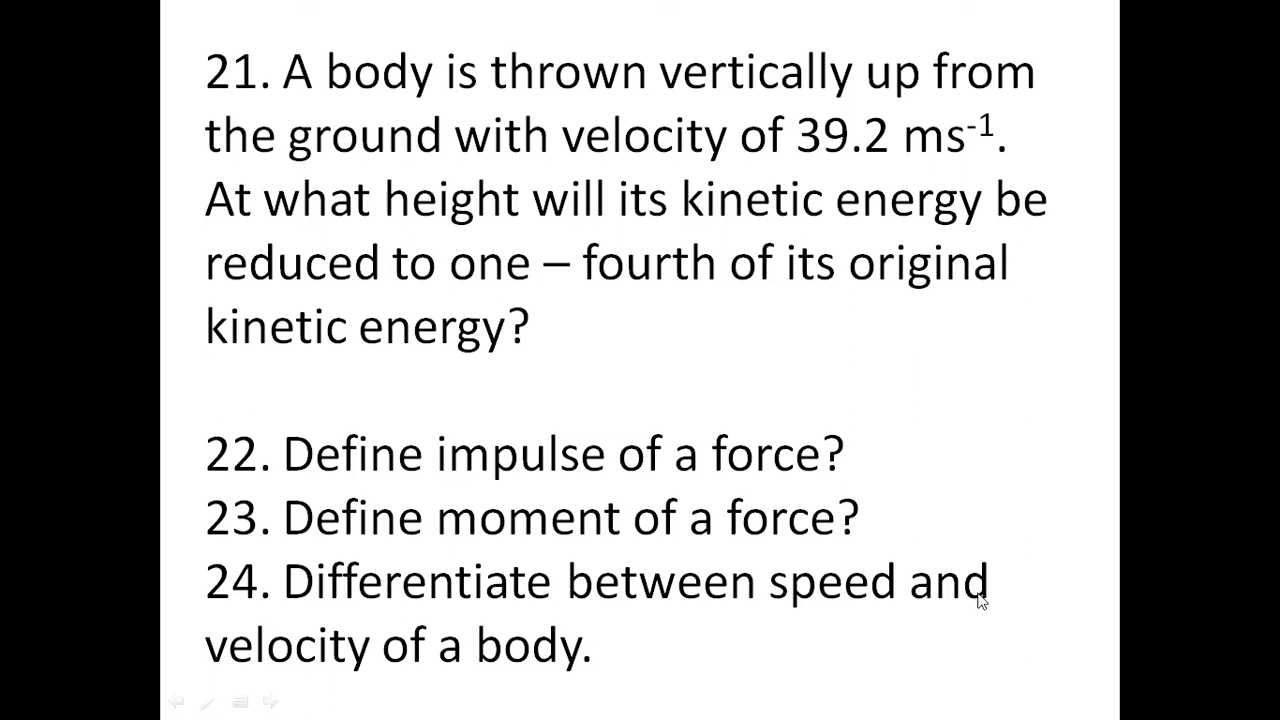 21. A body is thrown vertically up from
the ground with velocity of 39.2 ms⁻¹.
At what height will its kinetic energy be
reduced to one – fourth of its original
kinetic energy?
22. Define impulse of a force?
23. Define moment of a force?
24. Differentiate between speed and
velocity of a body.